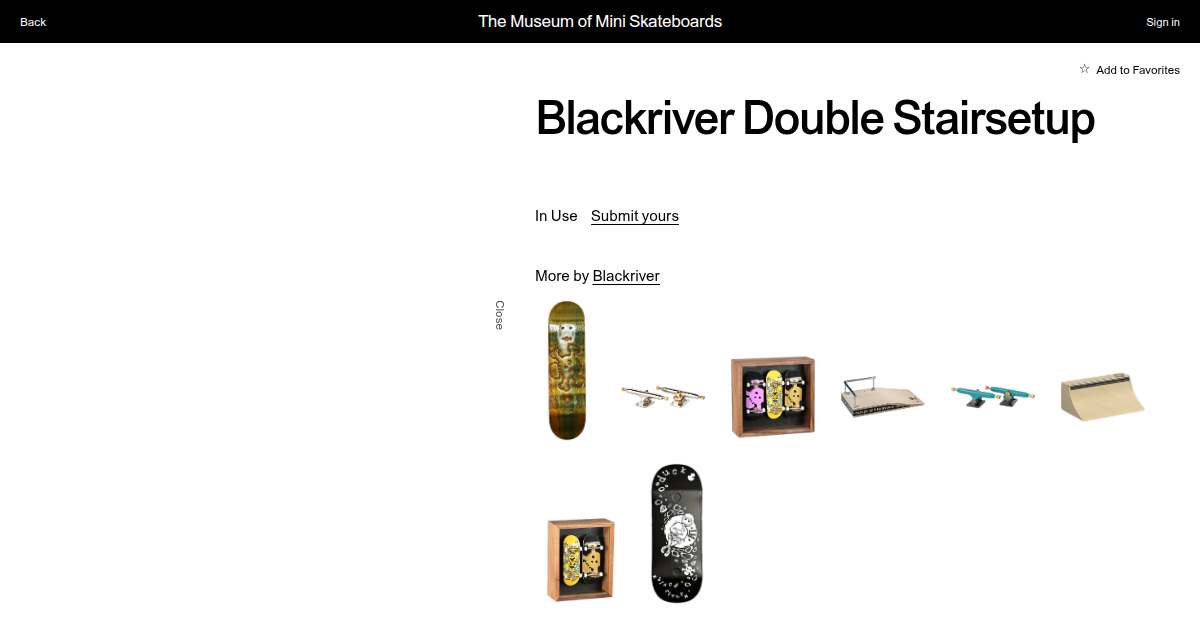 Back
The Museum of Mini Skateboards
Sign in
☆ Add to Favorites
Blackriver Double Stairsetup
In Use Submit yours
More by Blackriver
Close